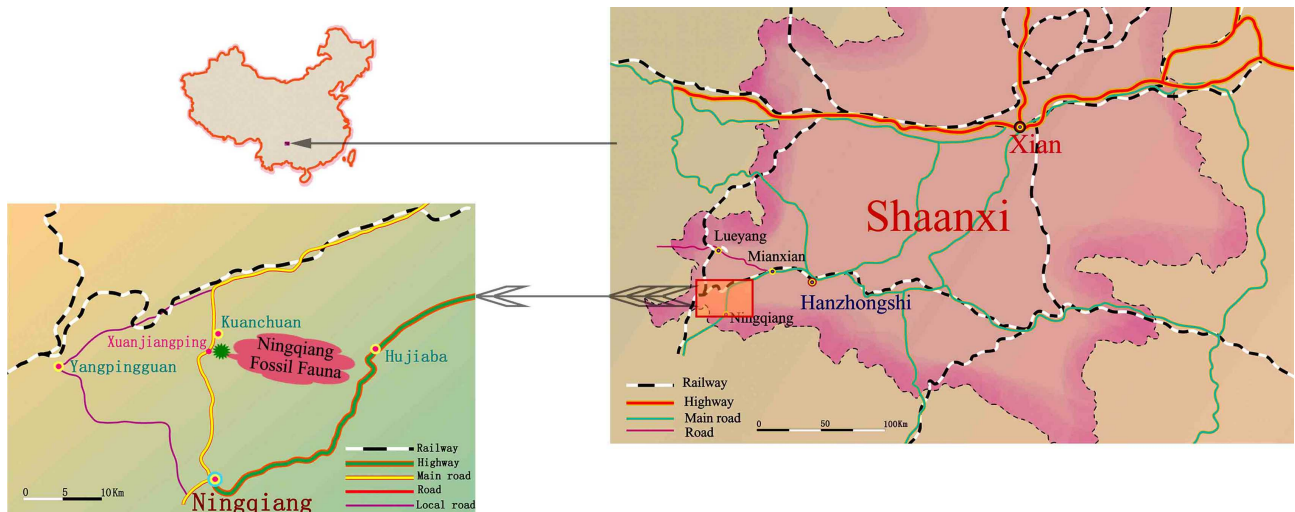 Xian
Shaanxi
Lueyang
Mianxian
Hanzhongshi
Ningqiang
Railway
Highway
Main road
Road
0
50
100Km
Kuanchuan
Xuanjiangping
Ningqiang
Fossil Fauna
Hujiaba
Yangpingguan
Ningqiang
Railway
Highway
Main road
Road
Local road
0
5
10Km